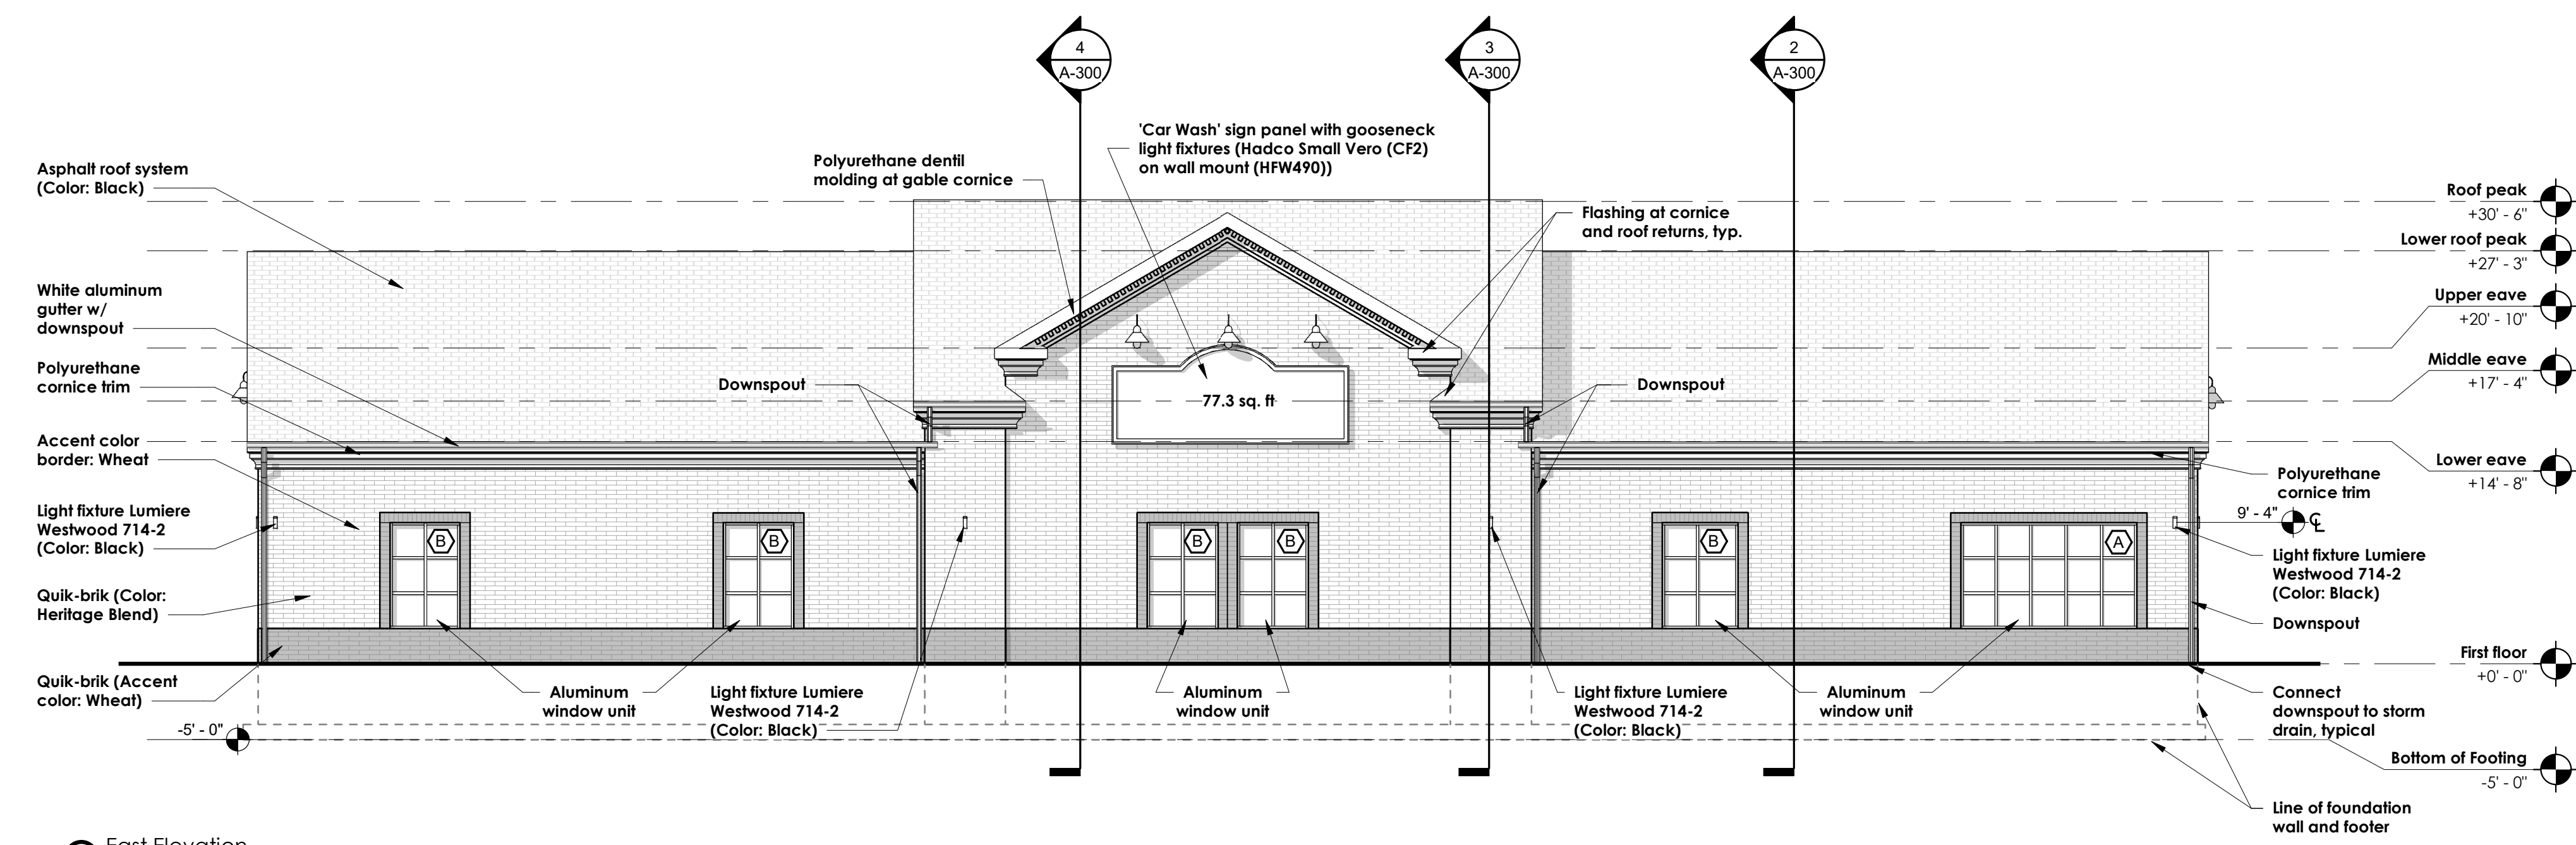 4
A-300
3
A-300
2
A-300
'Car Wash' sign panel with gooseneck
light fixtures (Hadco Small Vero (CF2)
on wall mount (HFW490))
Polyurethane dentil
molding at gable cornice
Asphalt roof system
(Color: Black)
Flashing at cornice
and roof returns, typ.
Roof peak
+30' - 6"
Lower roof peak
+27' - 3"
White aluminum
gutter w/
downspout
Upper eave
+20' - 10"
Polyurethane
cornice trim
Downspout
77.3 sq. ft
Downspout
Middle eave
+17' - 4"
Accent color
border: Wheat
Lower eave
+14' - 8"
Polyurethane
cornice trim
Light fixture Lumiere
Westwood 714-2
(Color: Black)
9' - 4"
℄
B
B
B
B
B
A
Light fixture Lumiere
Westwood 714-2
(Color: Black)
Quik-brik (Color:
Heritage Blend)
Downspout
First floor
+0' - 0"
Quik-brik (Accent
color: Wheat)
Aluminum
window unit
Light fixture Lumiere
Westwood 714-2
(Color: Black)
Aluminum
window unit
Light fixture Lumiere
Westwood 714-2
(Color: Black)
Aluminum
window unit
Connect
downspout to storm
drain, typical
-5' - 0"
Bottom of Footing
-5' - 0"
Line of foundation
wall and footer
East Elevation